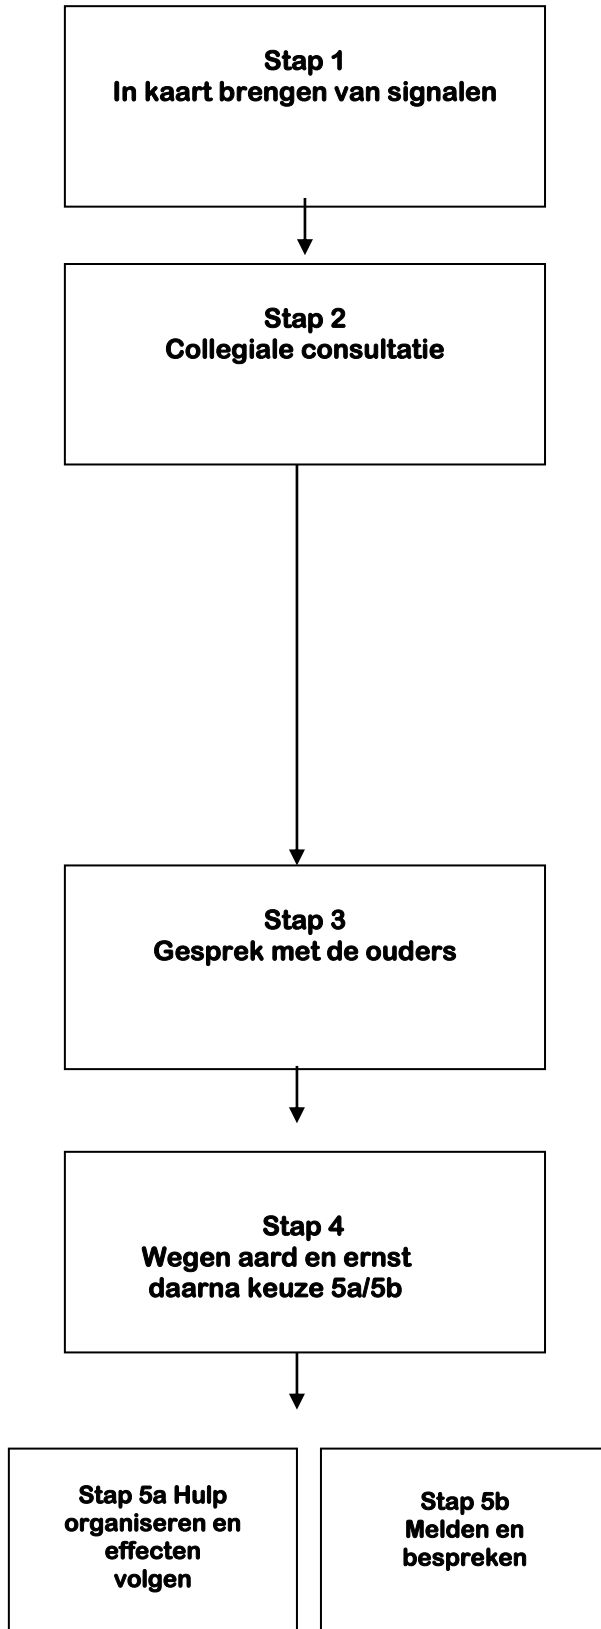 Stap 1
In kaart brengen van signalen
Stap 2
Collegiale consultatie
Stap 3
Gesprek met de ouders
Stap 4
Wegen aard en ernst
daarna keuze 5a/5b
Stap 5a Hulp
organiseren en
effecten
volgen
Stap 5b
Melden en
bespreken